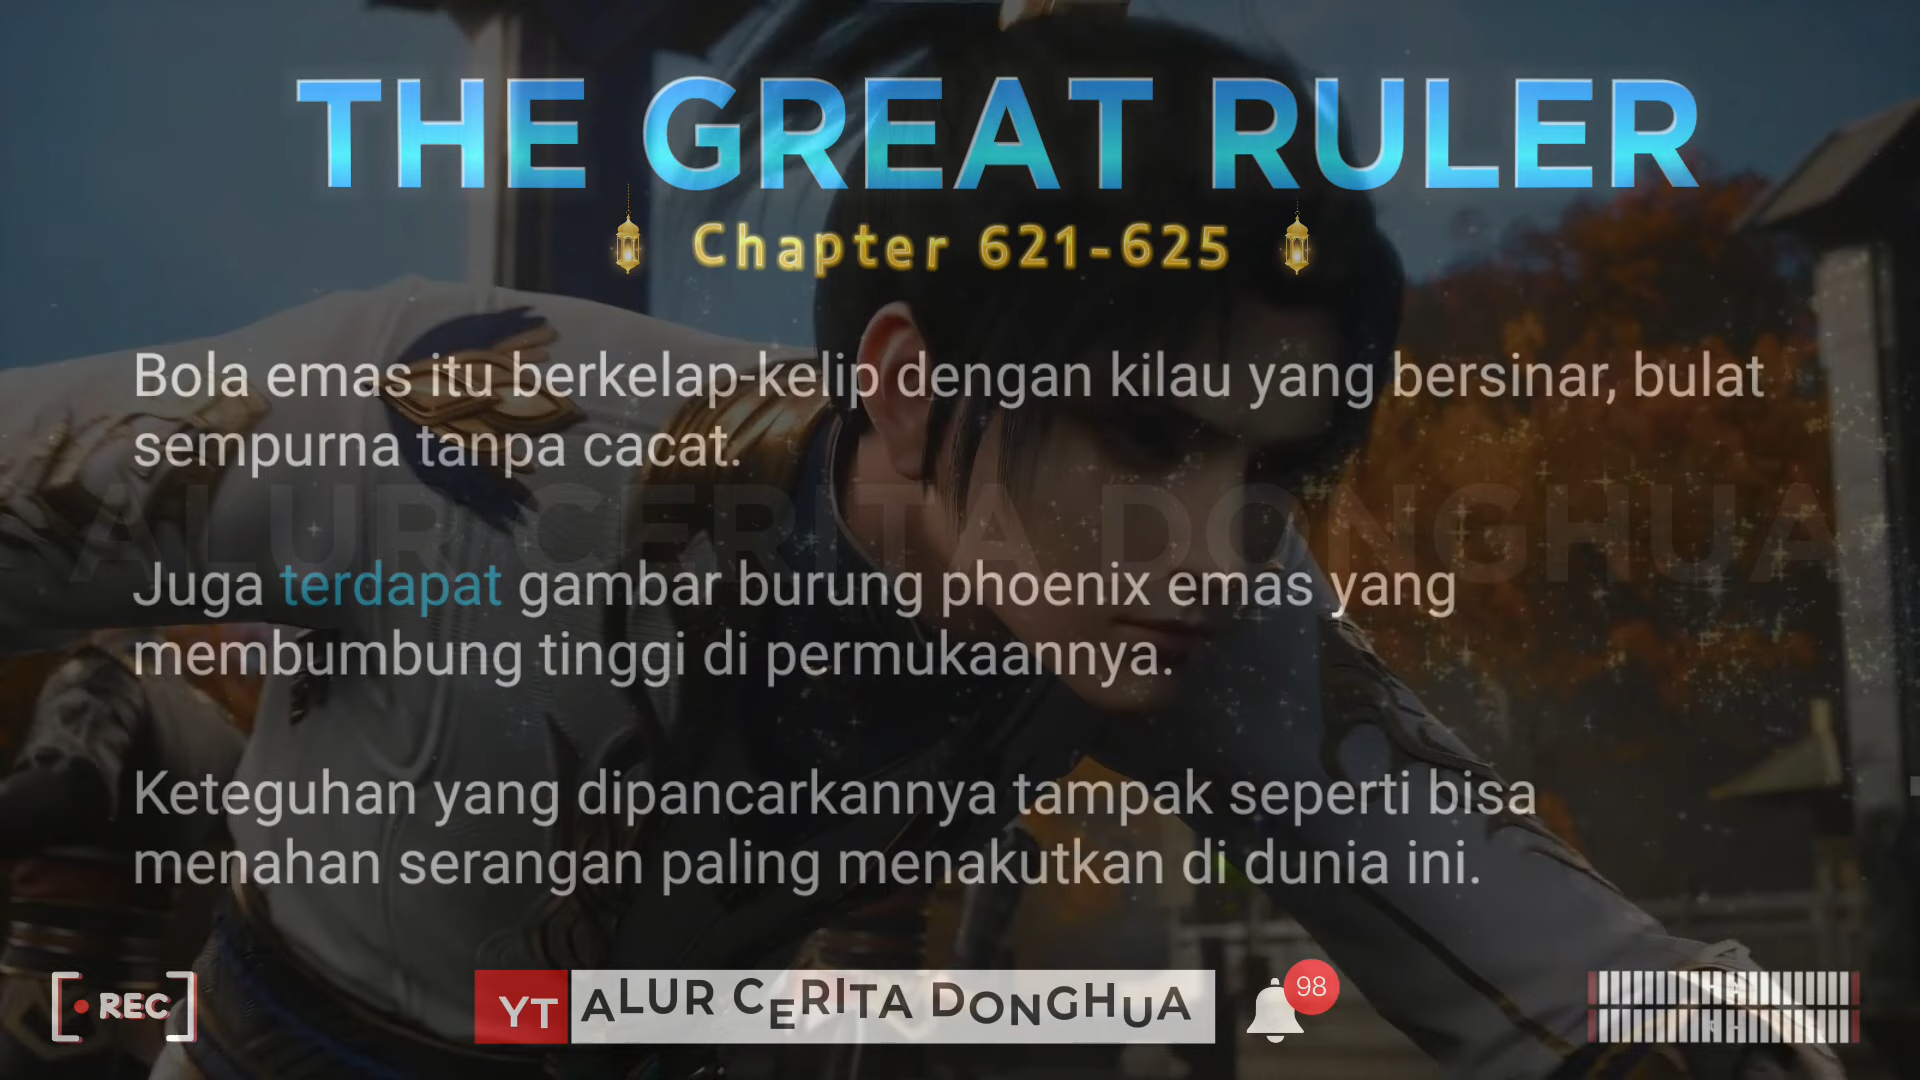 THE GREAT RULER
Chapter 621-625
Bola emas itu berkelap-kelip dengan kilau yang bersinar, bulat
sempurna tanpa cacat.
ALUR CERITA DONGHUA
Juga terdapat gambar burung phoenix emas yang
membumbung tinggi di permukaannya.
Keteguhan yang dipancarkannya tampak seperti bisa
menahan serangan paling menakutkan di dunia ini.
REC
YT ALUR CERITA DONGHUA
98